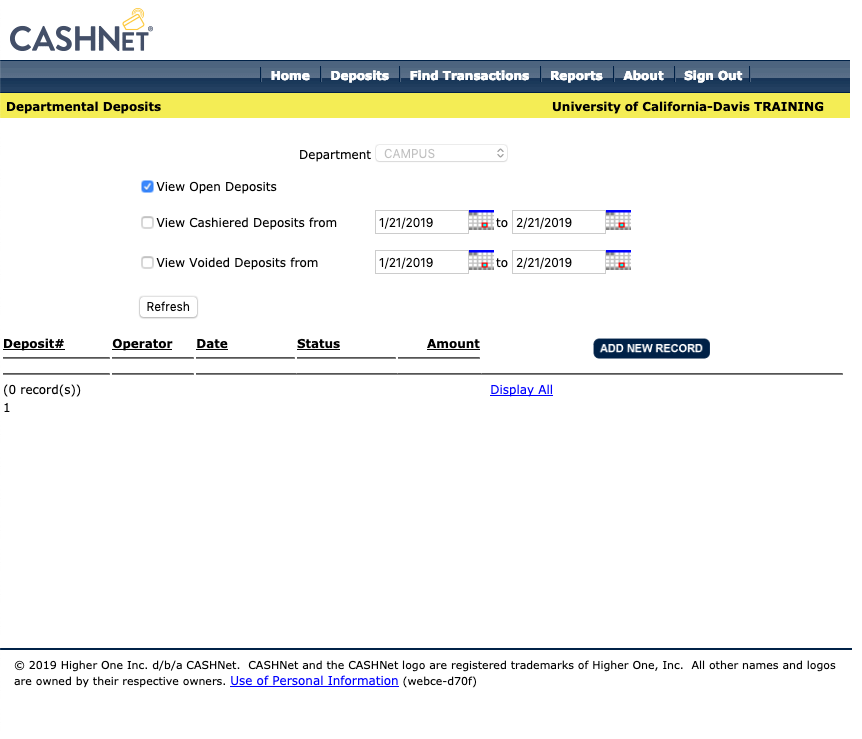 CASHNET®
Home Deposits Find Transactions Reports About Sign Out
Departmental Deposits University of California-Davis TRAINING
Department CAMPUS
View Open Deposits
View Cashiered Deposits from 1/21/2019 to 2/21/2019
View Voided Deposits from 1/21/2019 to 2/21/2019
Refresh
Deposit# Operator Date Status Amount ADD NEW RECORD
(0 record(s)) Display All
1
© 2019 Higher One Inc. d/b/a CASHNet.  CASHNet and the CASHNet logo are registered trademarks of Higher One, Inc.  All other names and logos
are owned by their respective owners. Use of Personal Information (webce-d70f)